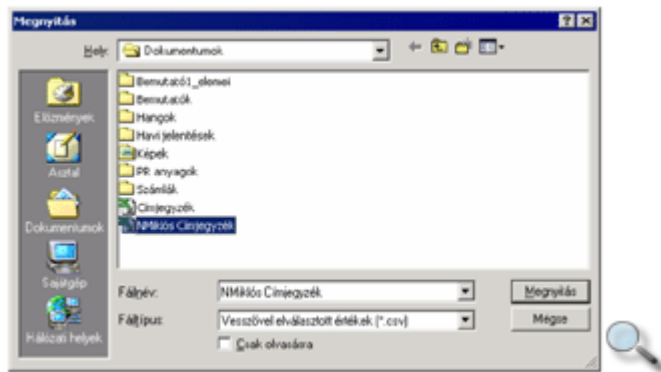 Megnyitás
Hely:
Dokumentumok
Előzmények
Asztal
Dokumentumok
Sajátgép
Hálózati helyek
Bemutató1_elemei
Bemutatók
Hangok
Havi jelentések
Képek
PR anyagok
Számlák
Címjegyzék
NMiklós Címjegyzék
Fájlnév:
NMiklós Címjegyzék
Megnyitás
Fájltípus:
Vesszővel elválasztott értékek (*.csv)
Mégse
Csak olvasásra